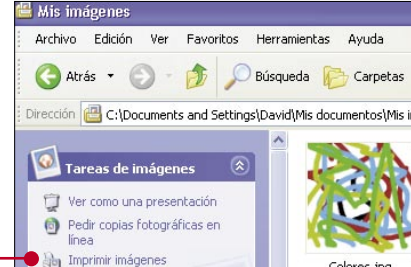 Mis imágenes
Archivo Edición Ver Favoritos Herramientas Ayuda
Atrás Búsqueda Carpetas
Dirección C:\Documents and Settings\David\Mis documentos\Mis
Tareas de imágenes
Ver como una presentación
Pedir copias fotográficas en
línea
Imprimir imágenes
Colores.jpg